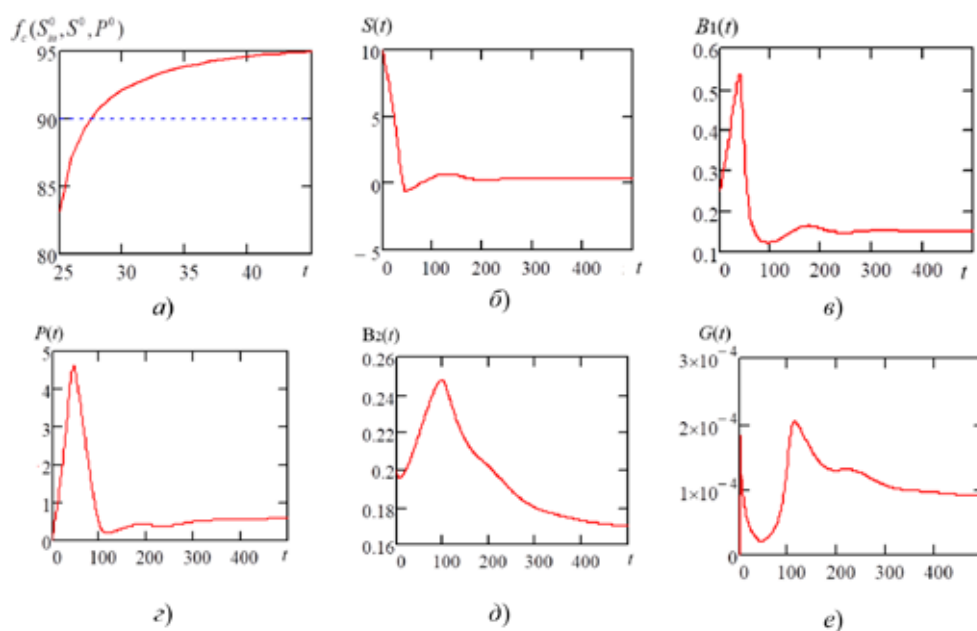 f_c(S_in^0, S^0, P^0)
95
90
85
80
25 30 35 40 t
а)
S(t)
10
5
0
−5
0 100 200 300 400 t
б)
B1(t)
0.6
0.5
0.4
0.3
0.2
0.1
0 100 200 300 400 t
в)
P(t)
5
4
3
2
1
0
0 100 200 300 400 t
г)
B2(t)
0.26
0.24
0.22
0.2
0.18
0.16
0 100 200 300 400 t
д)
G(t)
3×10^-4
2×10^-4
1×10^-4
0
0 100 200 300 400 t
е)